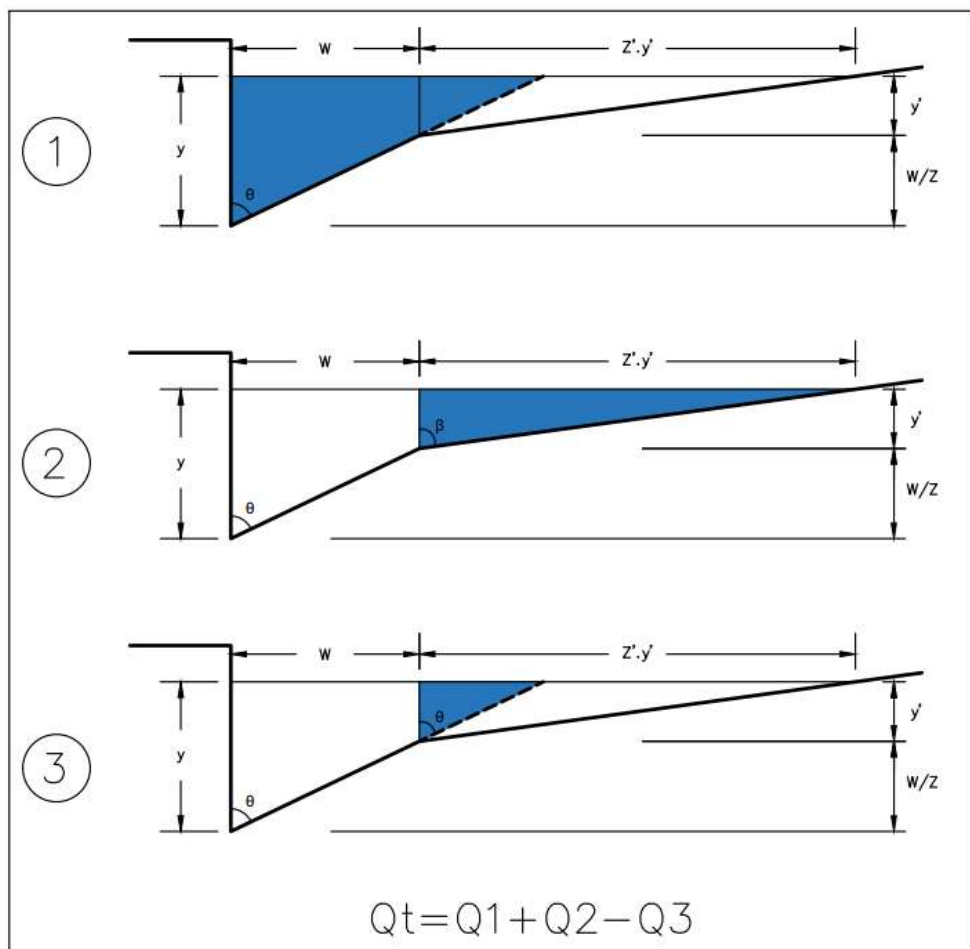 W Z'.y'
1 y θ y' W/Z
W Z'.y'
2 y θ β y' W/Z
W Z'.y'
3 y θ θ y' W/Z
Qt=Q1+Q2-Q3